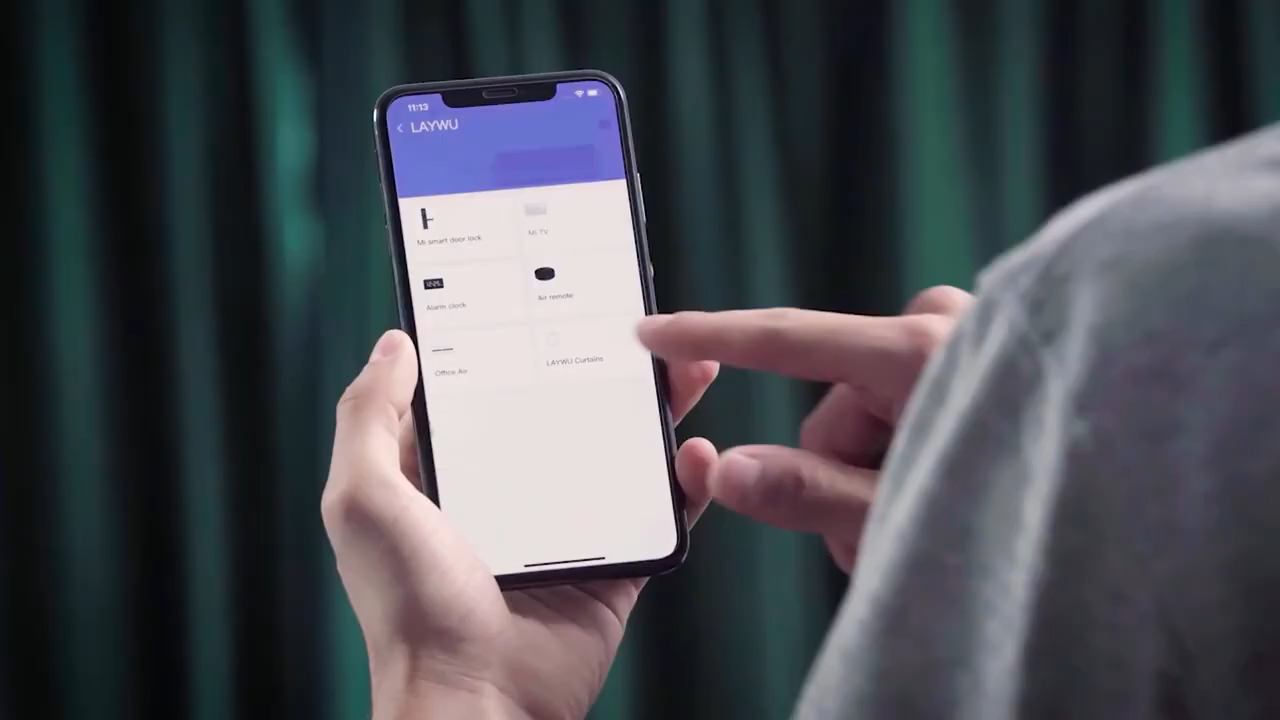 11:13
LAYWU
Mi smart door lock
Mi TV
Alarm clock
Air remote
Office Air
LAYWU Curtains